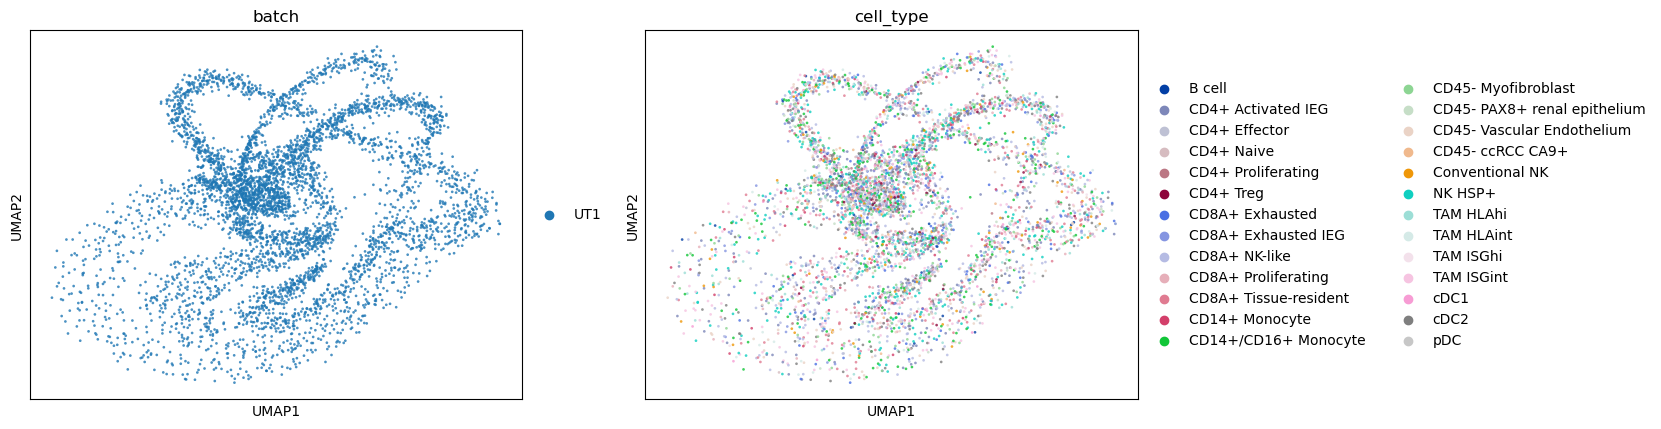 batch
UMAP2
UMAP1
UT1
cell_type
UMAP2
UMAP1
B cell
CD4+ Activated IEG
CD4+ Effector
CD4+ Naive
CD4+ Proliferating
CD4+ Treg
CD8A+ Exhausted
CD8A+ Exhausted IEG
CD8A+ NK-like
CD8A+ Proliferating
CD8A+ Tissue-resident
CD14+ Monocyte
CD14+/CD16+ Monocyte
CD45- Myofibroblast
CD45- PAX8+ renal epithelium
CD45- Vascular Endothelium
CD45- ccRCC CA9+
Conventional NK
NK HSP+
TAM HLAhi
TAM HLAint
TAM ISGhi
TAM ISGint
cDC1
cDC2
pDC